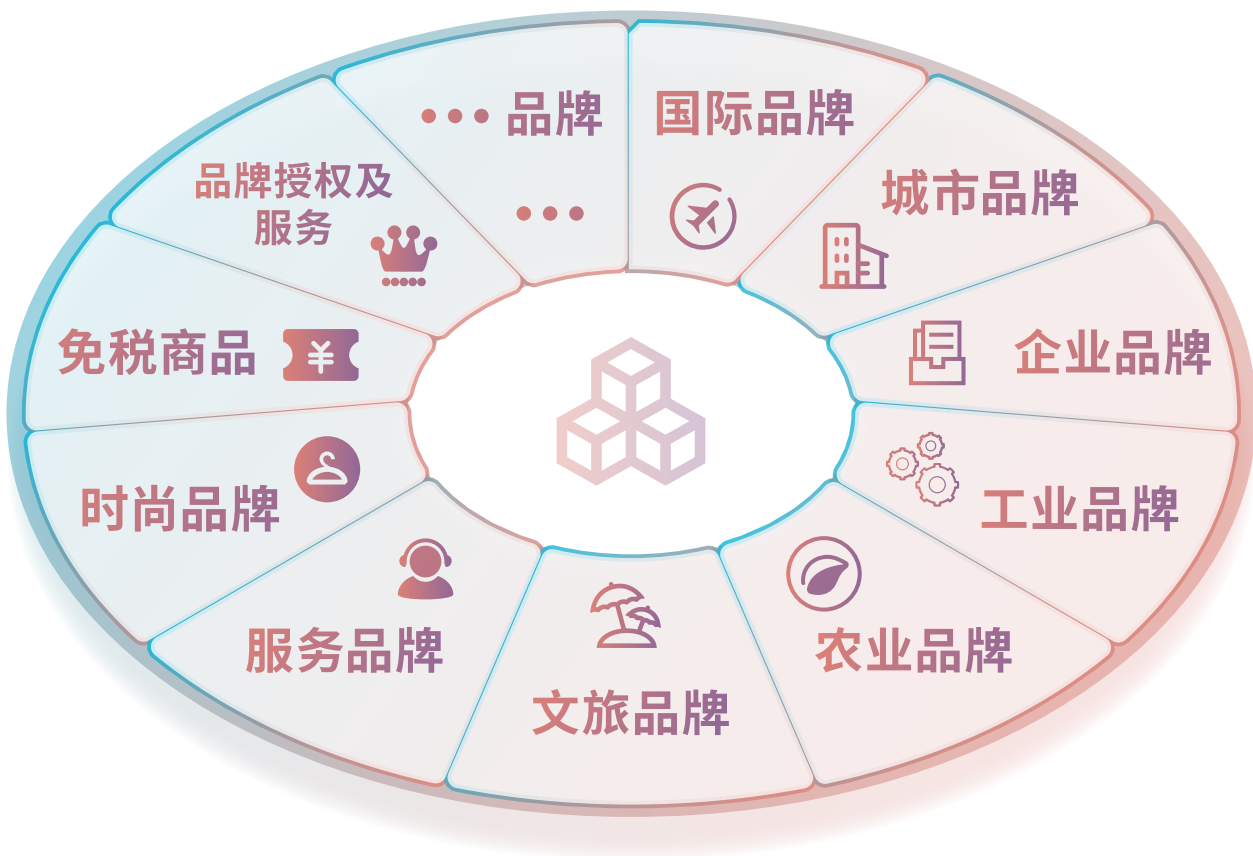 国际品牌
城市品牌
企业品牌
工业品牌
农业品牌
文旅品牌
服务品牌
时尚品牌
免税商品
¥
品牌授权及
服务
••• 品牌
•••